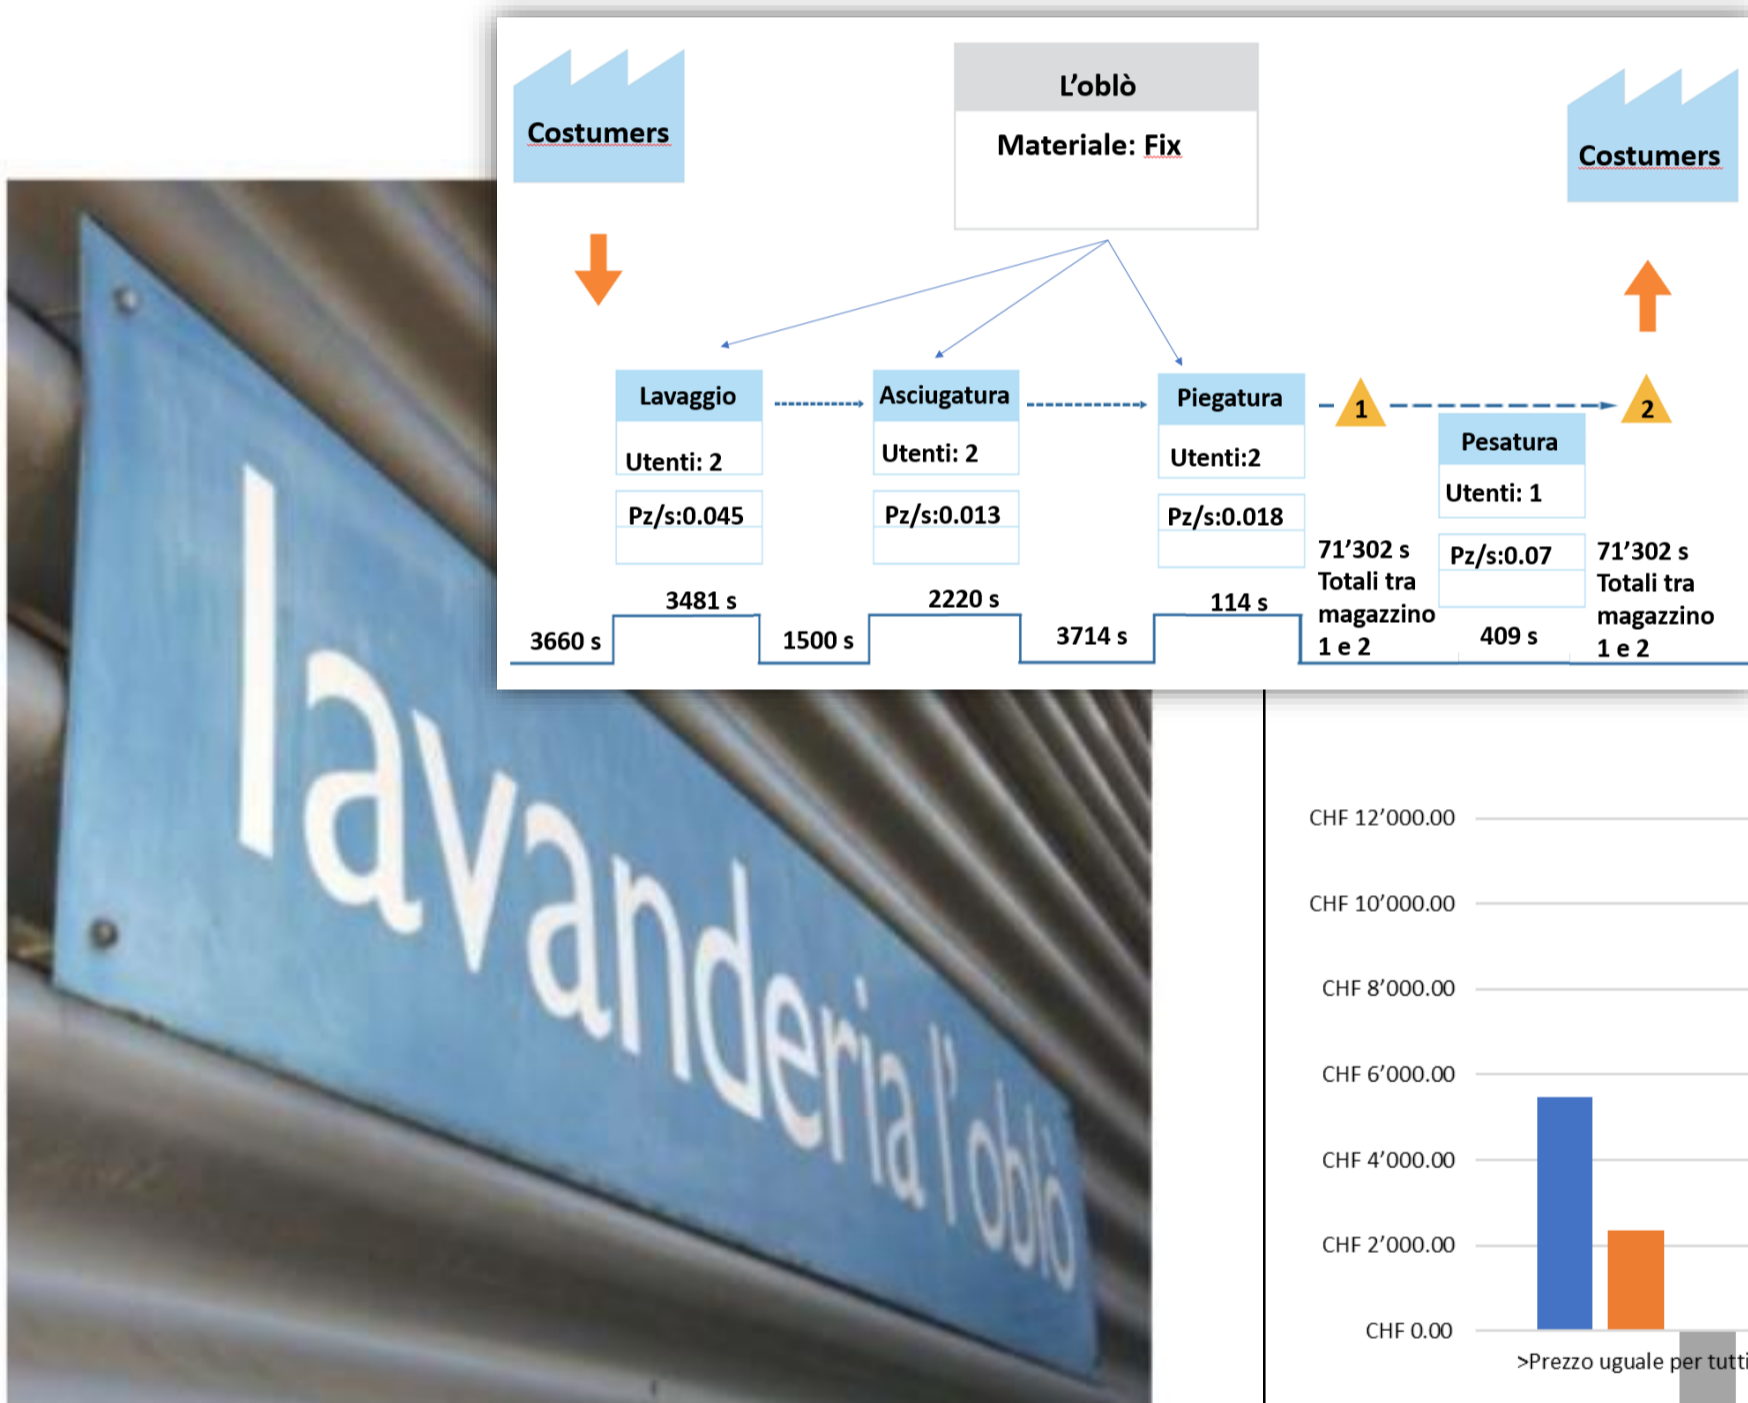 L'oblò
Materiale: Fix
Costumers
Costumers
Lavaggio
Utenti: 2
Pz/s:0.045
Asciugatura
Utenti: 2
Pz/s:0.013
Piegatura
Utenti:2
Pz/s:0.018
1
Pesatura
Utenti: 1
Pz/s:0.07
2
3660 s
3481 s
1500 s
2220 s
3714 s
114 s
71'302 s
Totali tra
magazzino
1 e 2
409 s
71'302 s
Totali tra
magazzino
1 e 2
lavanderia l'oblò
CHF 12'000.00
CHF 10'000.00
CHF 8'000.00
CHF 6'000.00
CHF 4'000.00
CHF 2'000.00
CHF 0.00
>Prezzo uguale per tutti